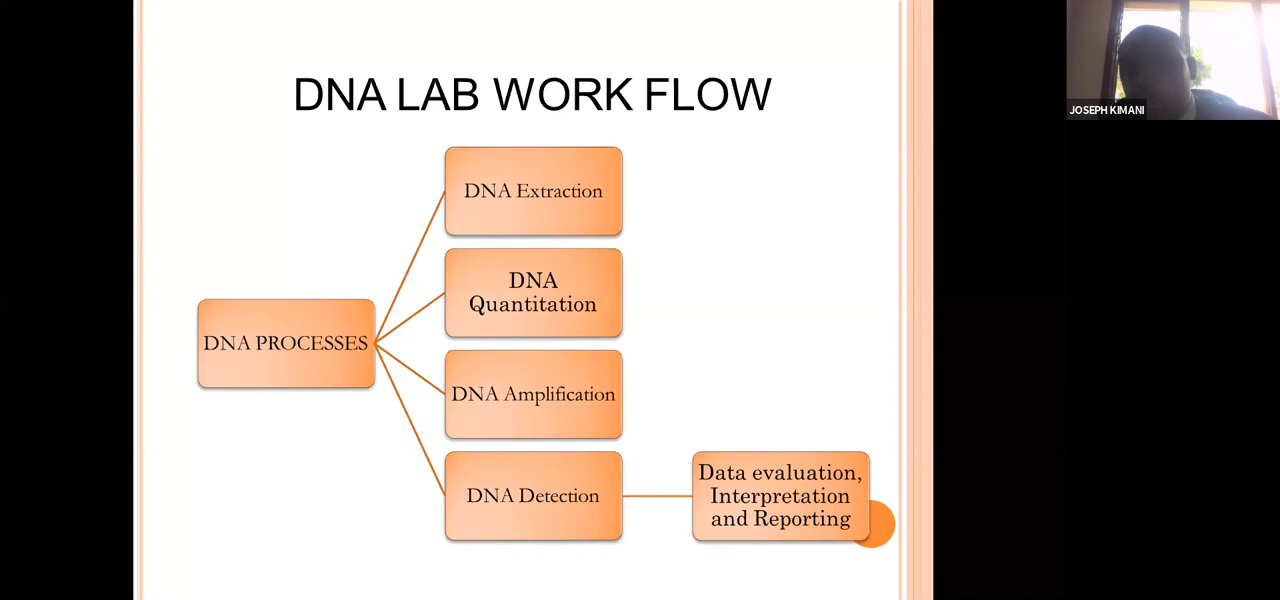 DNA LAB WORK FLOW
JOSEPH KIMANI
DNA Extraction
DNA
Quantitation
DNA PROCESSES
DNA Amplification
DNA Detection
Data evaluation,
Interpretation
and Reporting